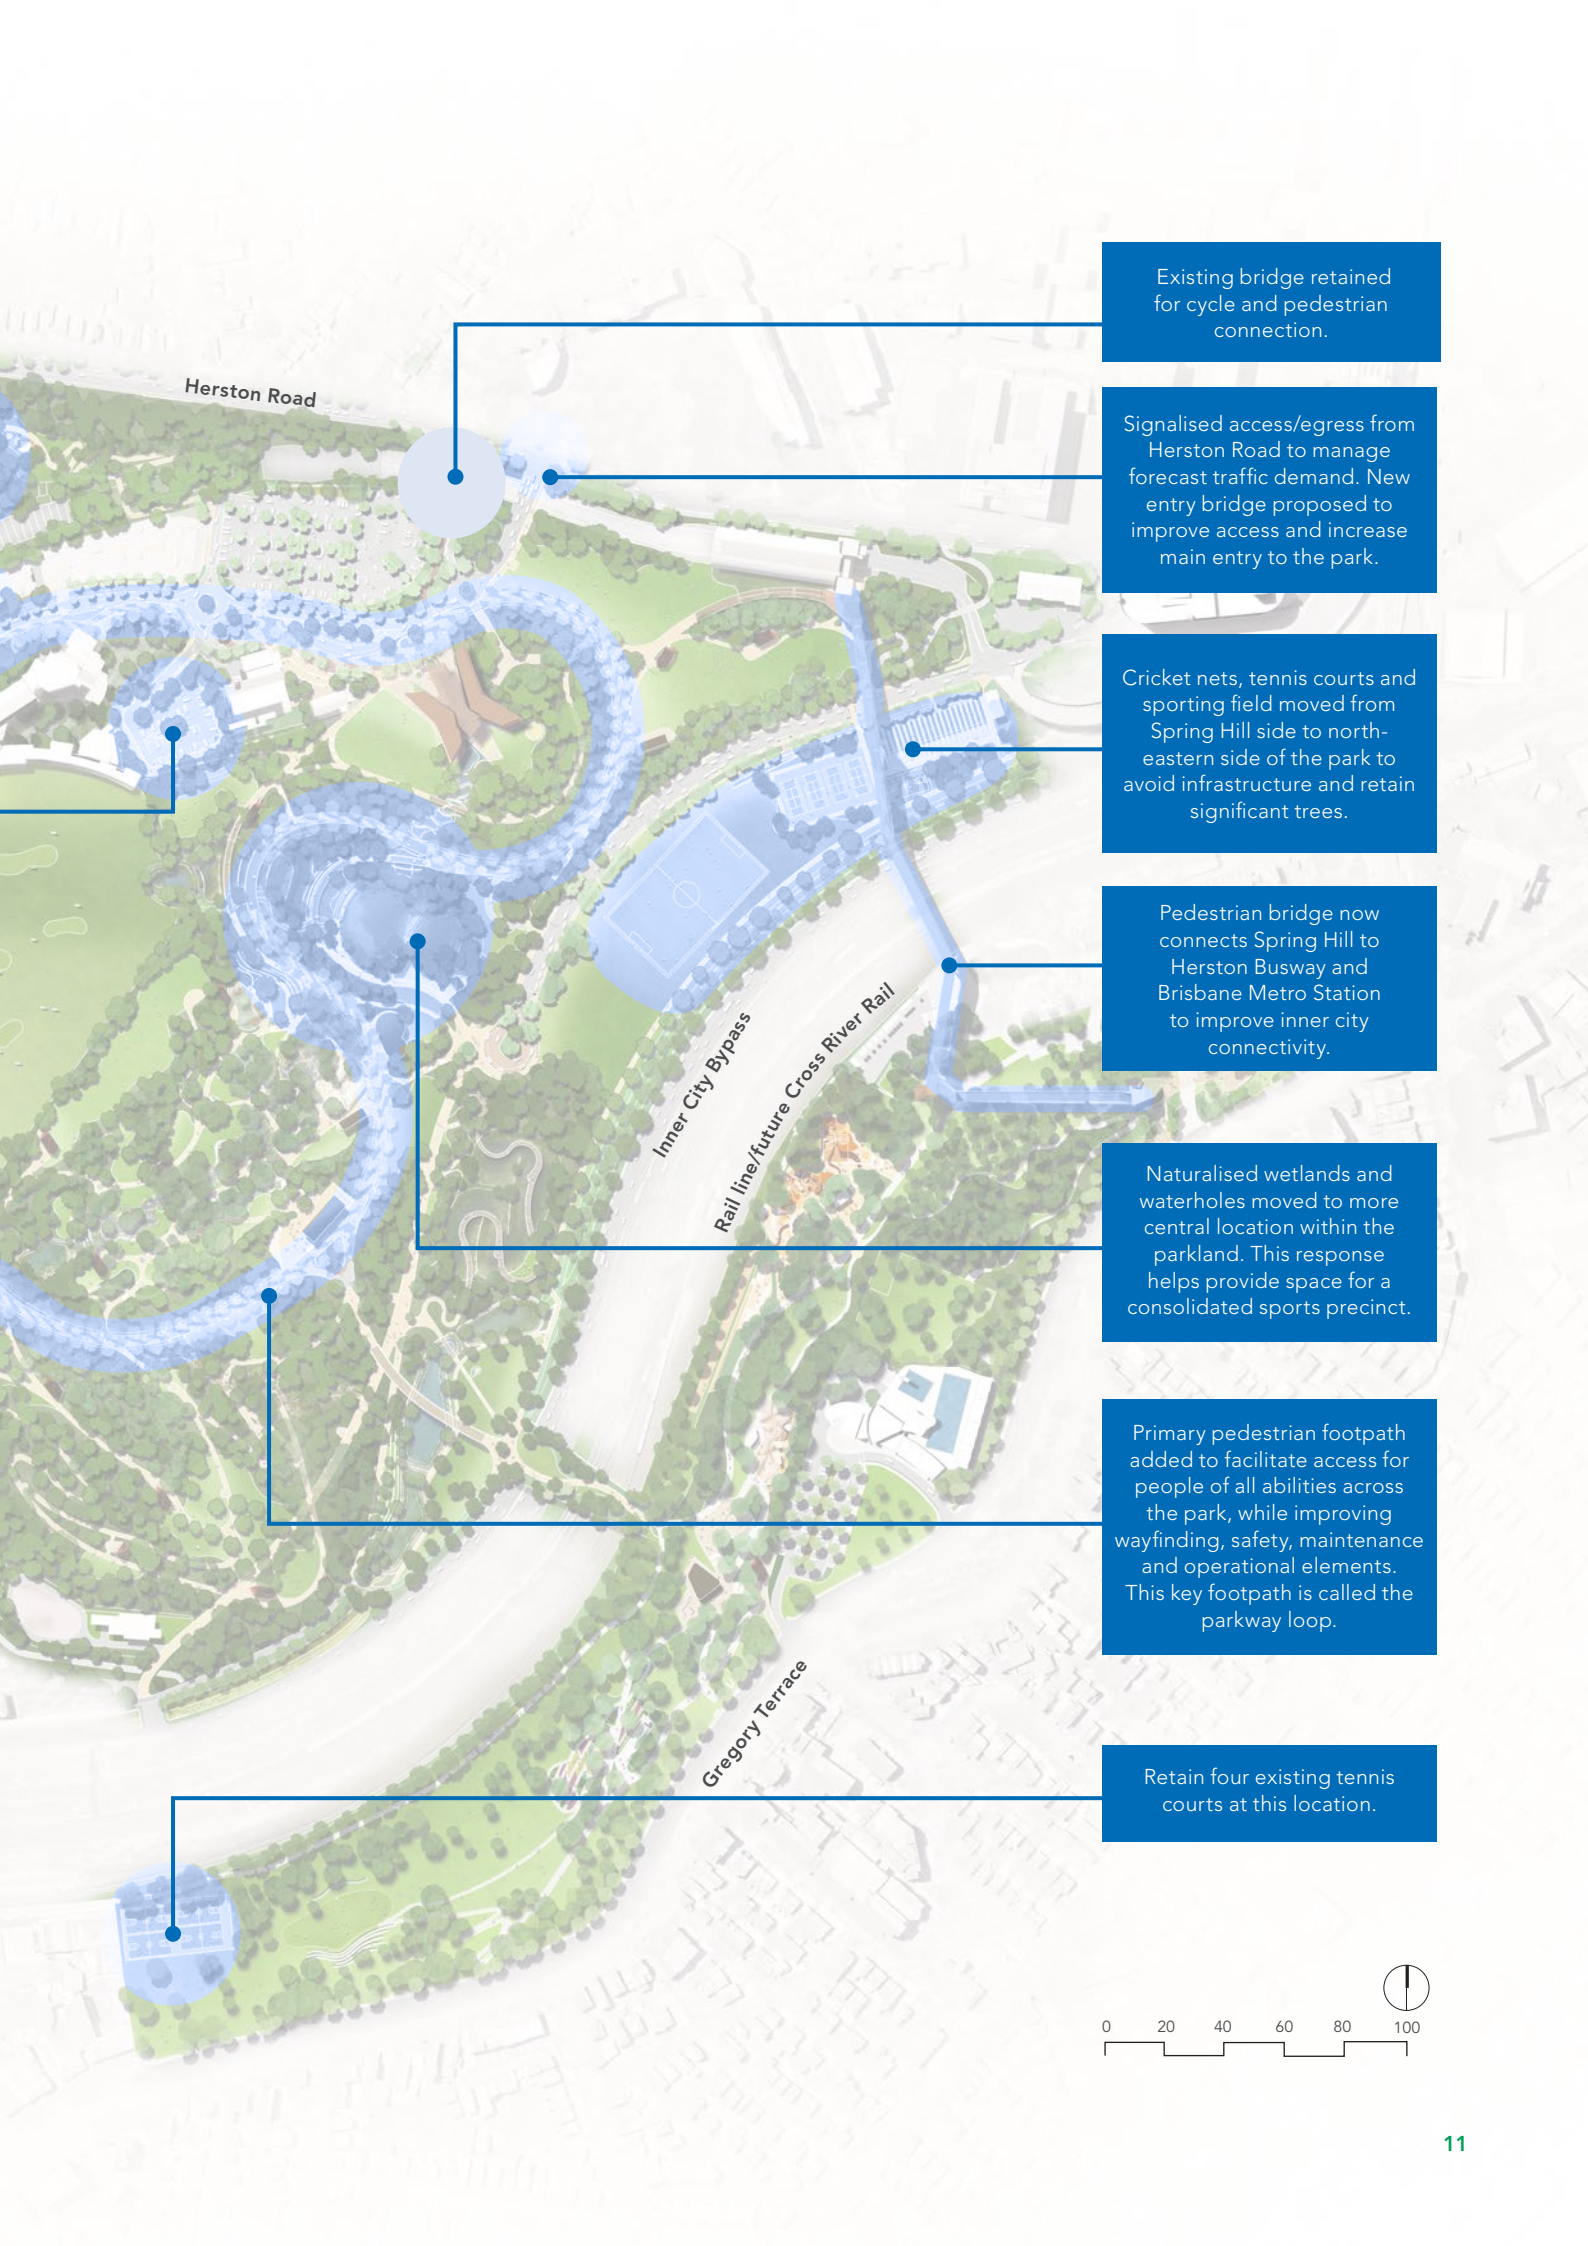 Existing bridge retained
for cycle and pedestrian
connection.
Herston Road
Signalised access/egress from
Herston Road to manage
forecast traffic demand. New
entry bridge proposed to
improve access and increase
main entry to the park.
Cricket nets, tennis courts and
sporting field moved from
Spring Hill side to north-
eastern side of the park to
avoid infrastructure and retain
significant trees.
Pedestrian bridge now
connects Spring Hill to
Herston Busway and
Brisbane Metro Station
to improve inner city
connectivity.
Inner City Bypass
Rail line/future Cross River Rail
Naturalised wetlands and
waterholes moved to more
central location within the
parkland. This response
helps provide space for a
consolidated sports precinct.
Primary pedestrian footpath
added to facilitate access for
people of all abilities across
the park, while improving
wayfinding, safety, maintenance
and operational elements.
This key footpath is called the
parkway loop.
Gregory Terrace
Retain four existing tennis
courts at this location.
0 20 40 60 80 100
11